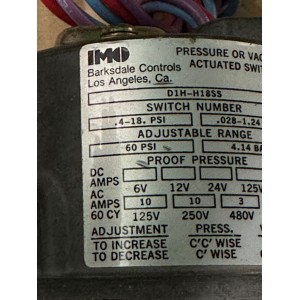 IMO
PRESSURE OR VAC
Barksdale Controls
ACTUATED SWIT
Los Angeles, Ca.
D1H-H18SS
SWITCH NUMBER
.4-18. PSI .028-1.24
ADJUSTABLE RANGE
60 PSI 4.14 BA
PROOF PRESSURE
DC
AMPS
6V 12V 24V 125V
AC
AMPS 10 10 3
60 CY 125V 250V 480V
ADJUSTMENT PRESS.
TO INCREASE C'C' WISE
TO DECREASE C' WISE